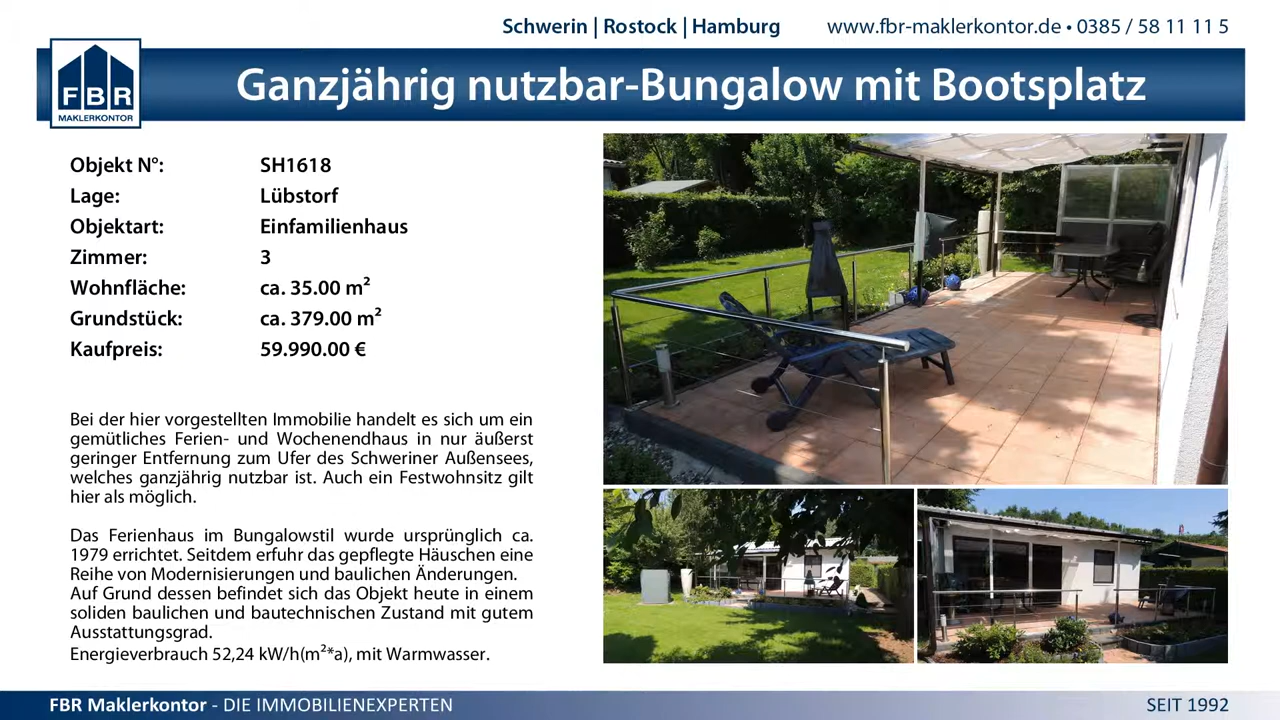 Schwerin | Rostock | Hamburg www.fbr-maklerkontor.de • 0385 / 58 11 11 5
FBR
MAKLERKONTOR
Ganzjährig nutzbar-Bungalow mit Bootsplatz
Objekt N°: SH1618
Lage: Lübstorf
Objektart: Einfamilienhaus
Zimmer: 3
Wohnfläche: ca. 35.00 m²
Grundstück: ca. 379.00 m²
Kaufpreis: 59.990.00 €
Bei der hier vorgestellten Immobilie handelt es sich um ein
gemütliches Ferien- und Wochenendhaus in nur äußerst
geringer Entfernung zum Ufer des Schweriner Außensees,
welches ganzjährig nutzbar ist. Auch ein Festwohnsitz gilt
hier als möglich.
Das Ferienhaus im Bungalowstil wurde ursprünglich ca.
1979 errichtet. Seitdem erfuhr das gepflegte Häuschen eine
Reihe von Modernisierungen und baulichen Änderungen.
Auf Grund dessen befindet sich das Objekt heute in einem
soliden baulichen und bautechnischen Zustand mit gutem
Ausstattungsgrad.
Energieverbrauch 52,24 kW/h(m²*a), mit Warmwasser.
FBR Maklerkontor - DIE IMMOBILIENEXPERTEN SEIT 1992